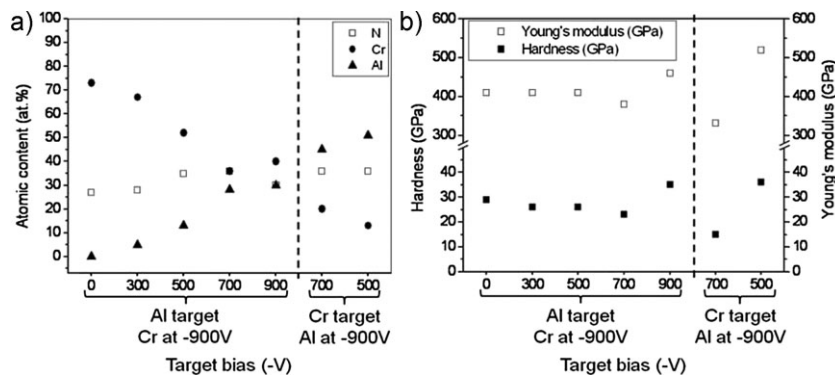 a)
100
90
80
70
60
50
40
30
20
10
0
Atomic content (at.%)
N
Cr
Al
0 300 500 700 900 700 500
Al target
Cr at -900V
Cr target
Al at -900V
Target bias (-V)
b)
600
500
400
300
40
30
20
10
0
Hardness (GPa)
Young's modulus (GPa)
Hardness (GPa)
600
500
400
300
40
30
20
10
0
Young's modulus (GPa)
0 300 500 700 900 700 500
Al target
Cr at -900V
Cr target
Al at -900V
Target bias (-V)